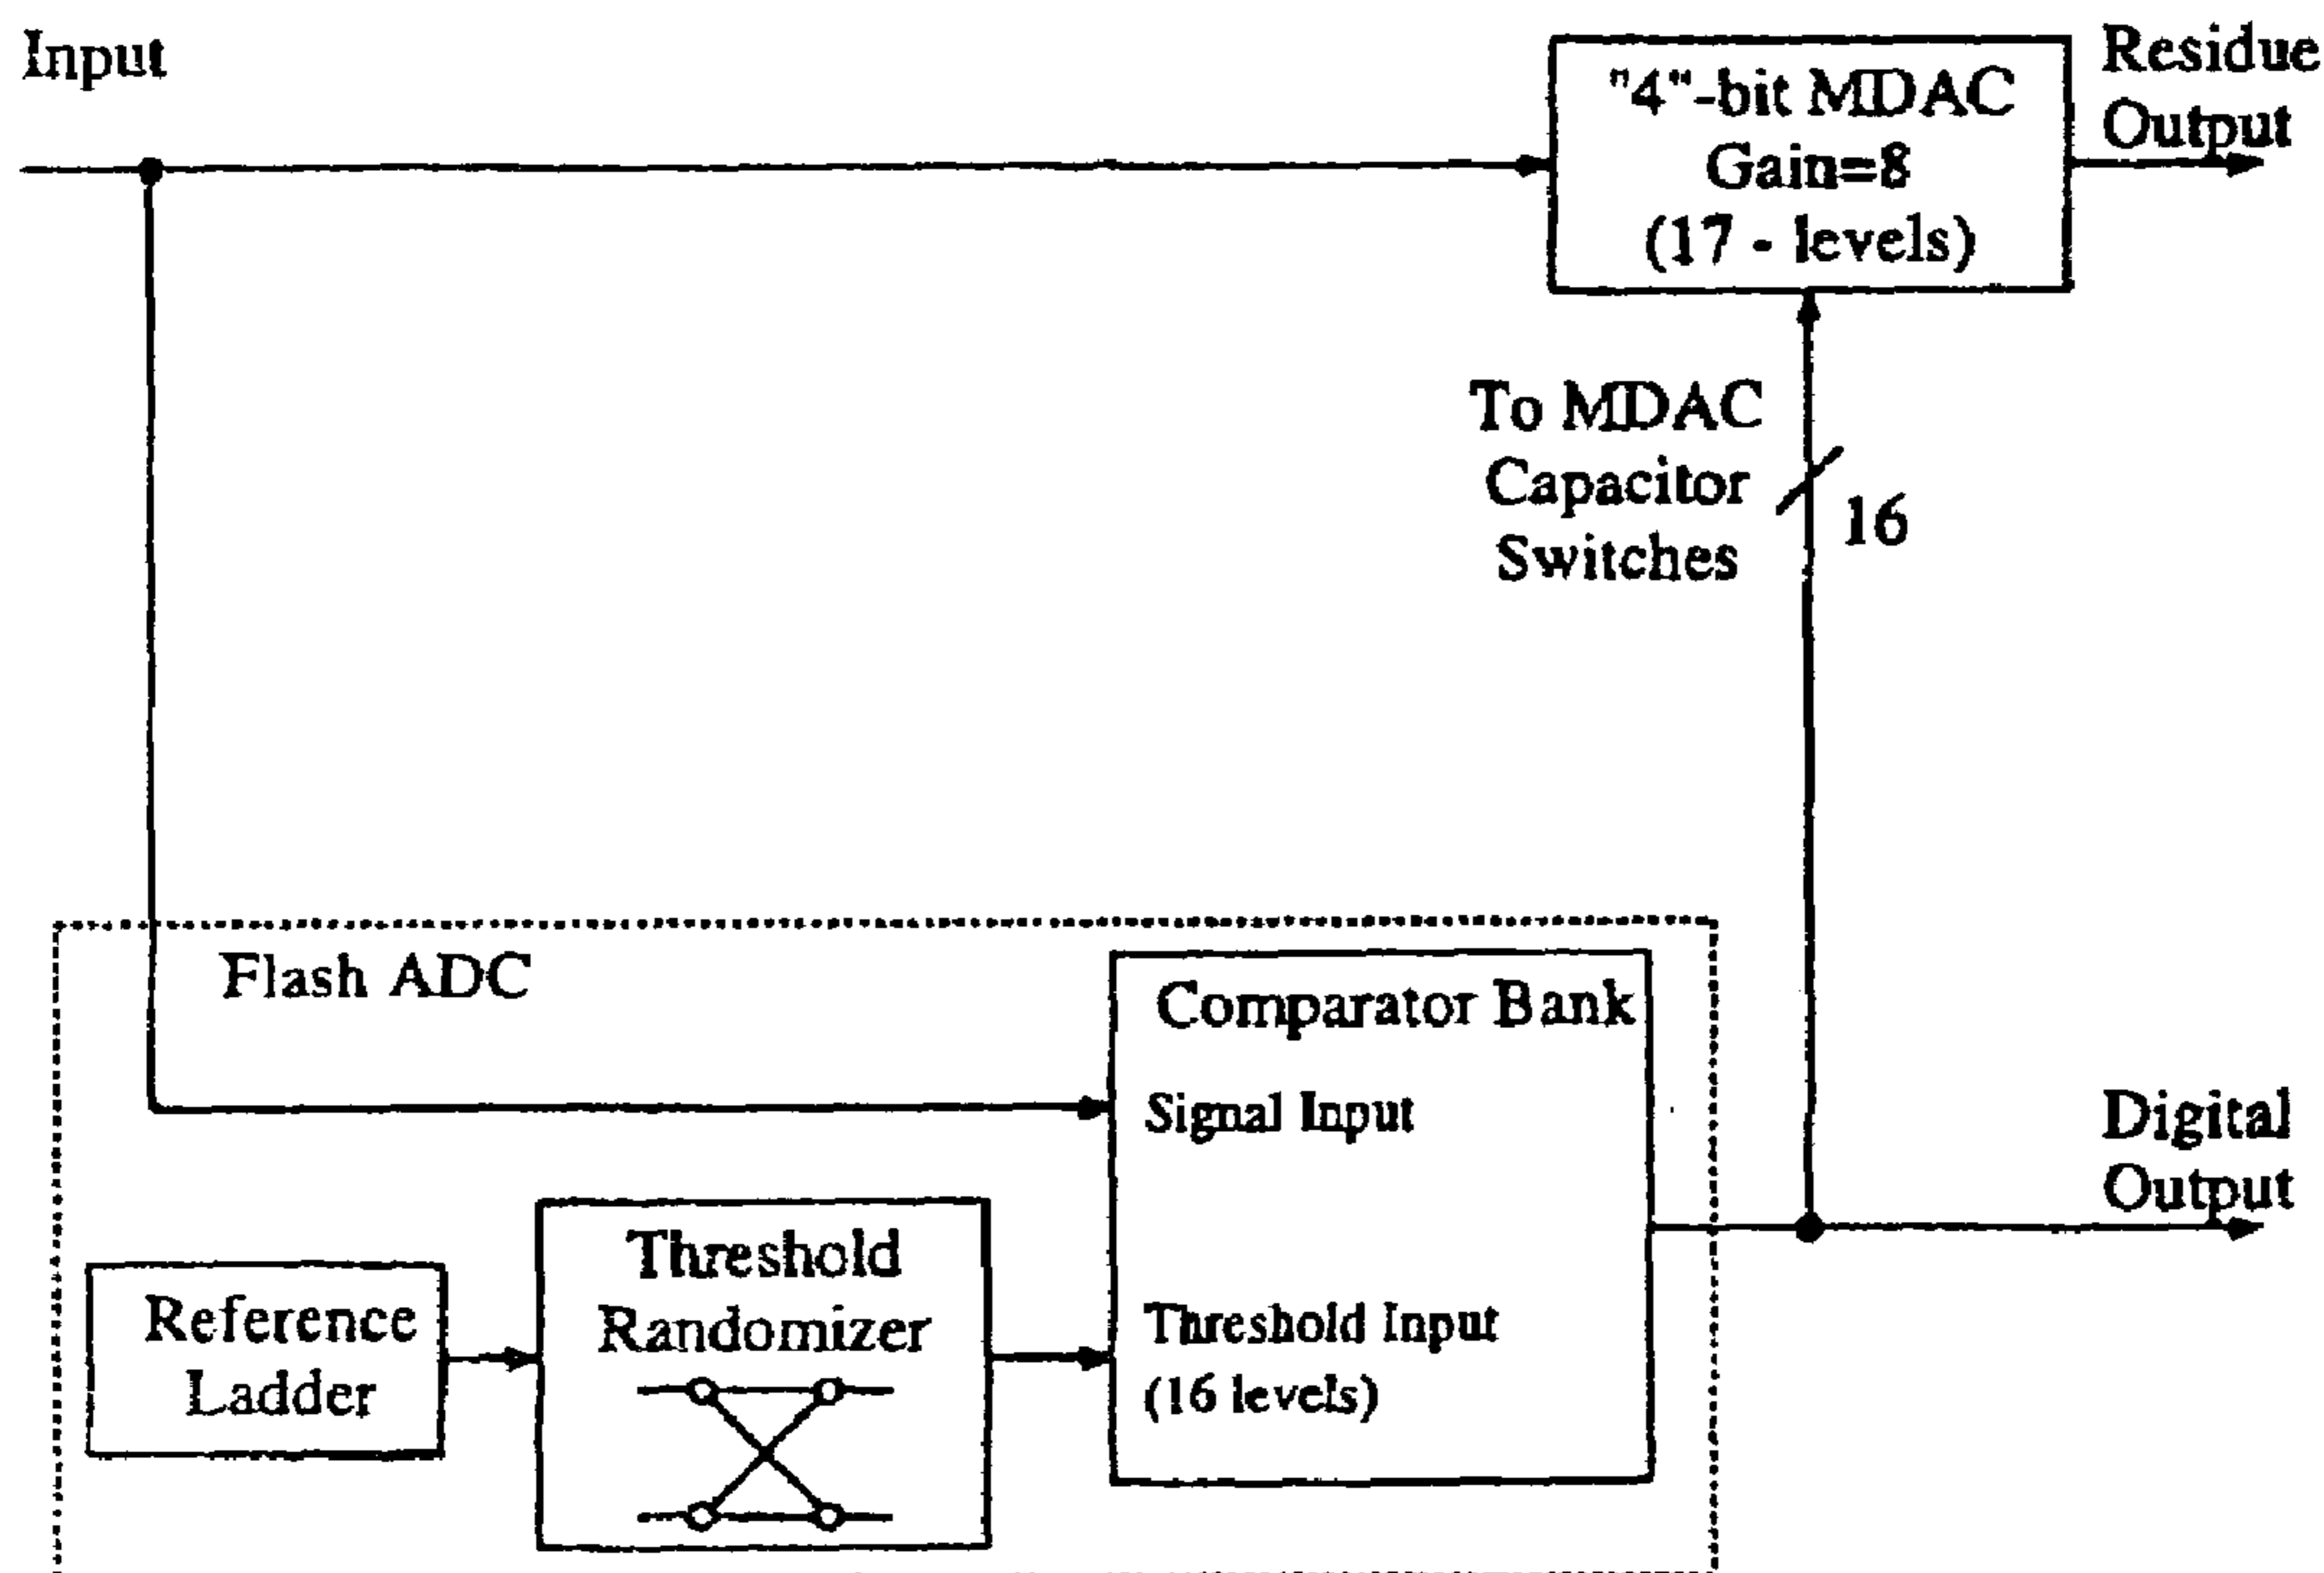 Input
"4"-bit MDAC
Gain=8
(17 - levels)
Residue
Output
To MDAC
Capacitor
Switches
16
Flash ADC
Comparator Bank
Signal Input
Threshold Input
(16 levels)
Reference
Ladder
Threshold
Randomizer
Digital
Output